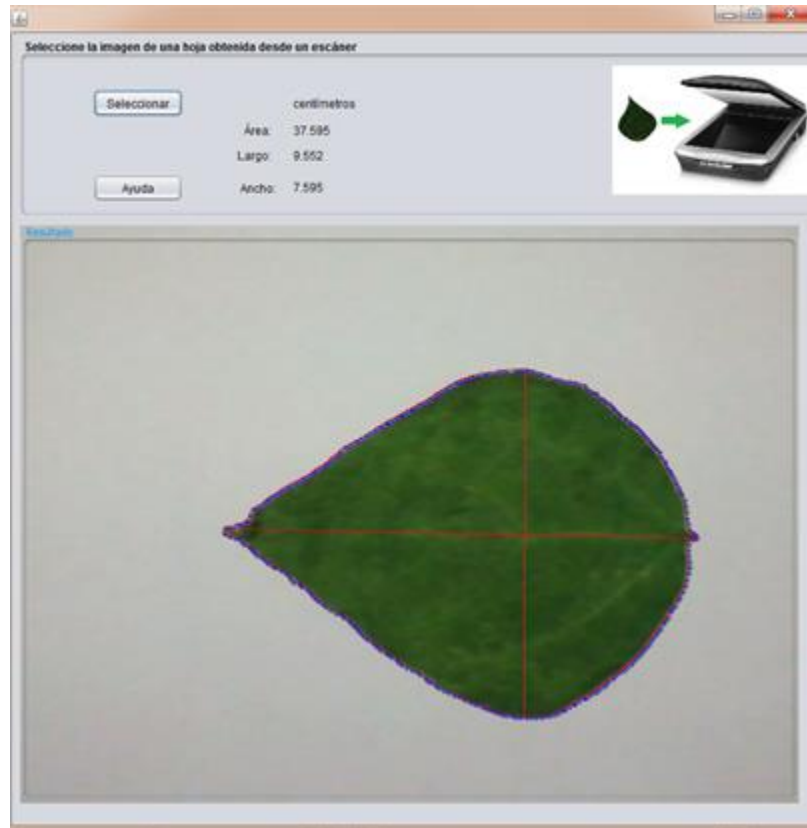 Seleccione la imagen de una hoja obtenida desde un escáner
Seleccionar
centímetros
Área: 37.595
Largo: 9.552
Ayuda
Ancho: 7.595
Resultado